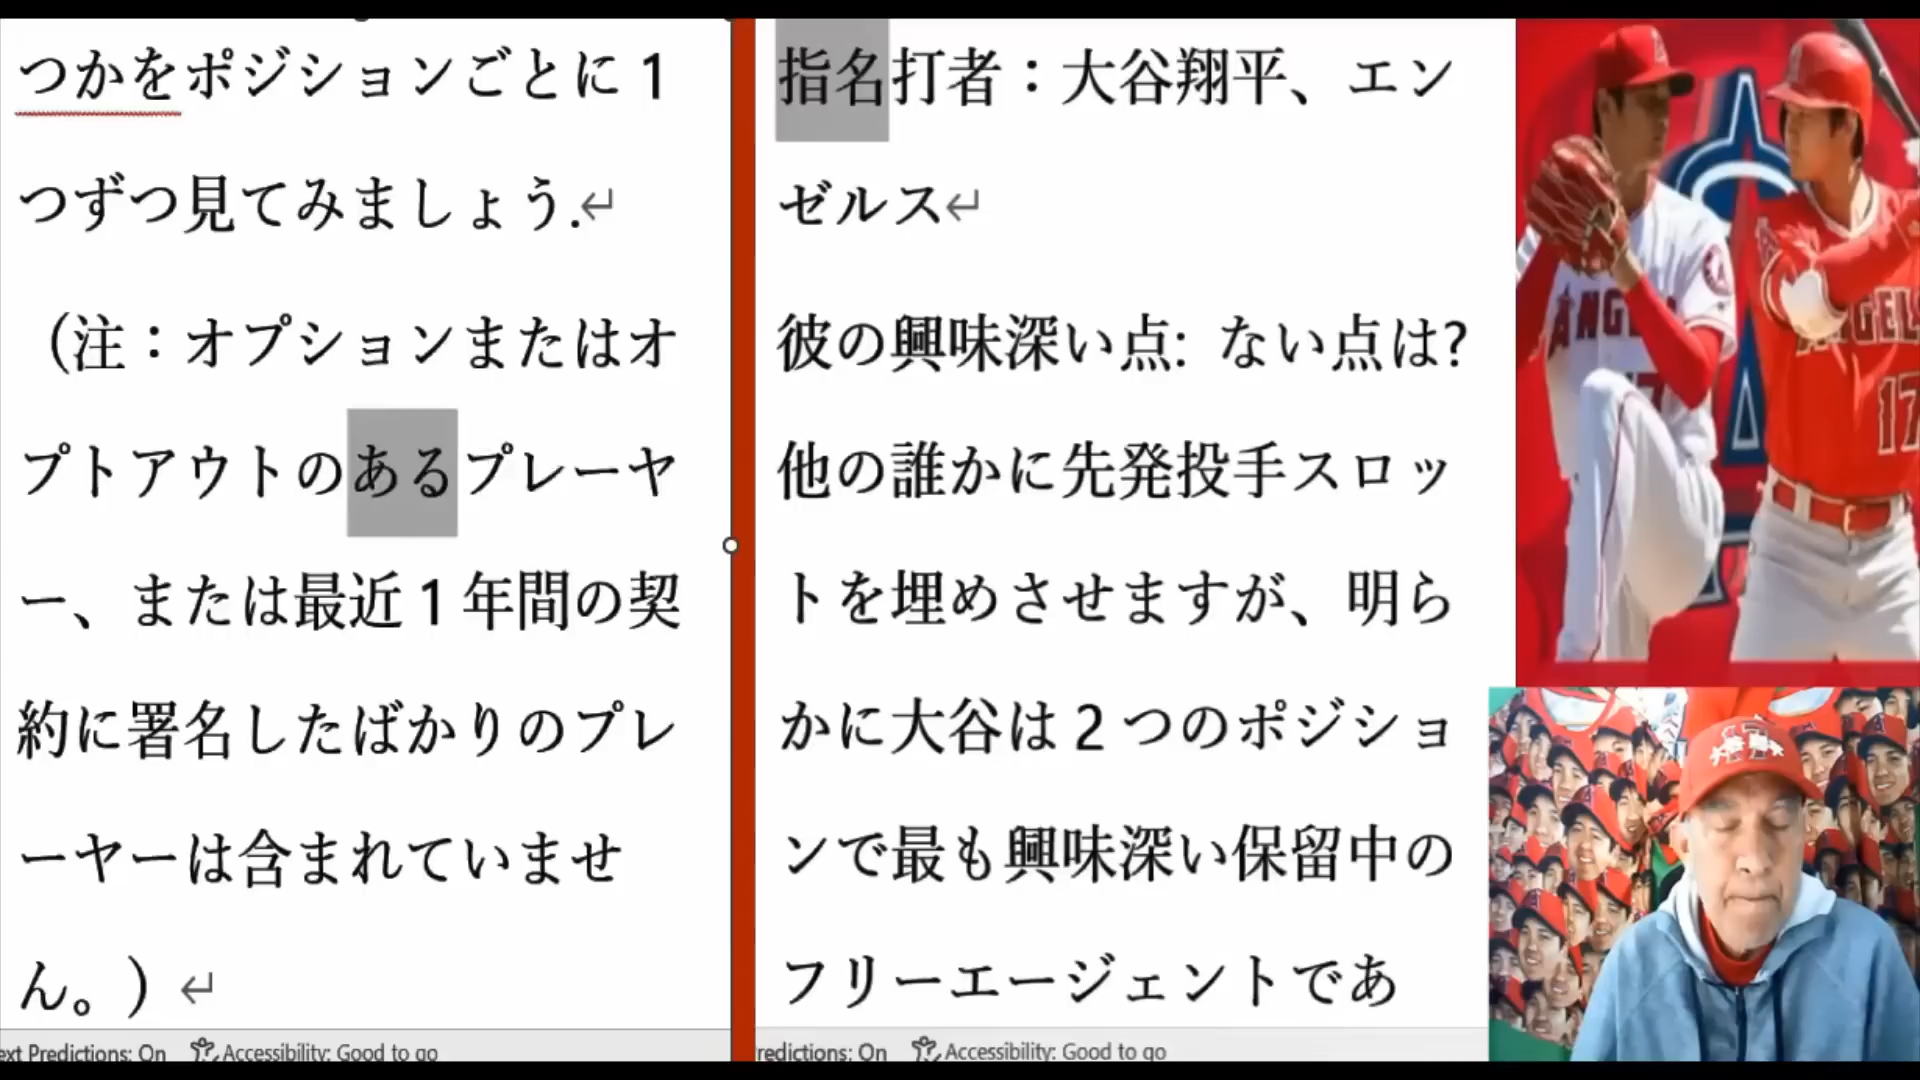 つかをポジションごとに 1
つずつ見てみましょう.↵
（注：オプションまたはオ
プトアウトのあるプレーヤ
ー、または最近 1 年間の契
約に署名したばかりのプレ
ーヤーは含まれていませ
ん。）↵
ext Predictions: On Accessibility: Good to go
指名打者：大谷翔平、エン
ゼルス↵
彼の興味深い点: ない点は?
他の誰かに先発投手スロッ
トを埋めさせますが、明ら
かに大谷は 2 つのポジショ
ンで最も興味深い保留中の
フリーエージェントであ
redictions: On Accessibility: Good to go
ANGE
17